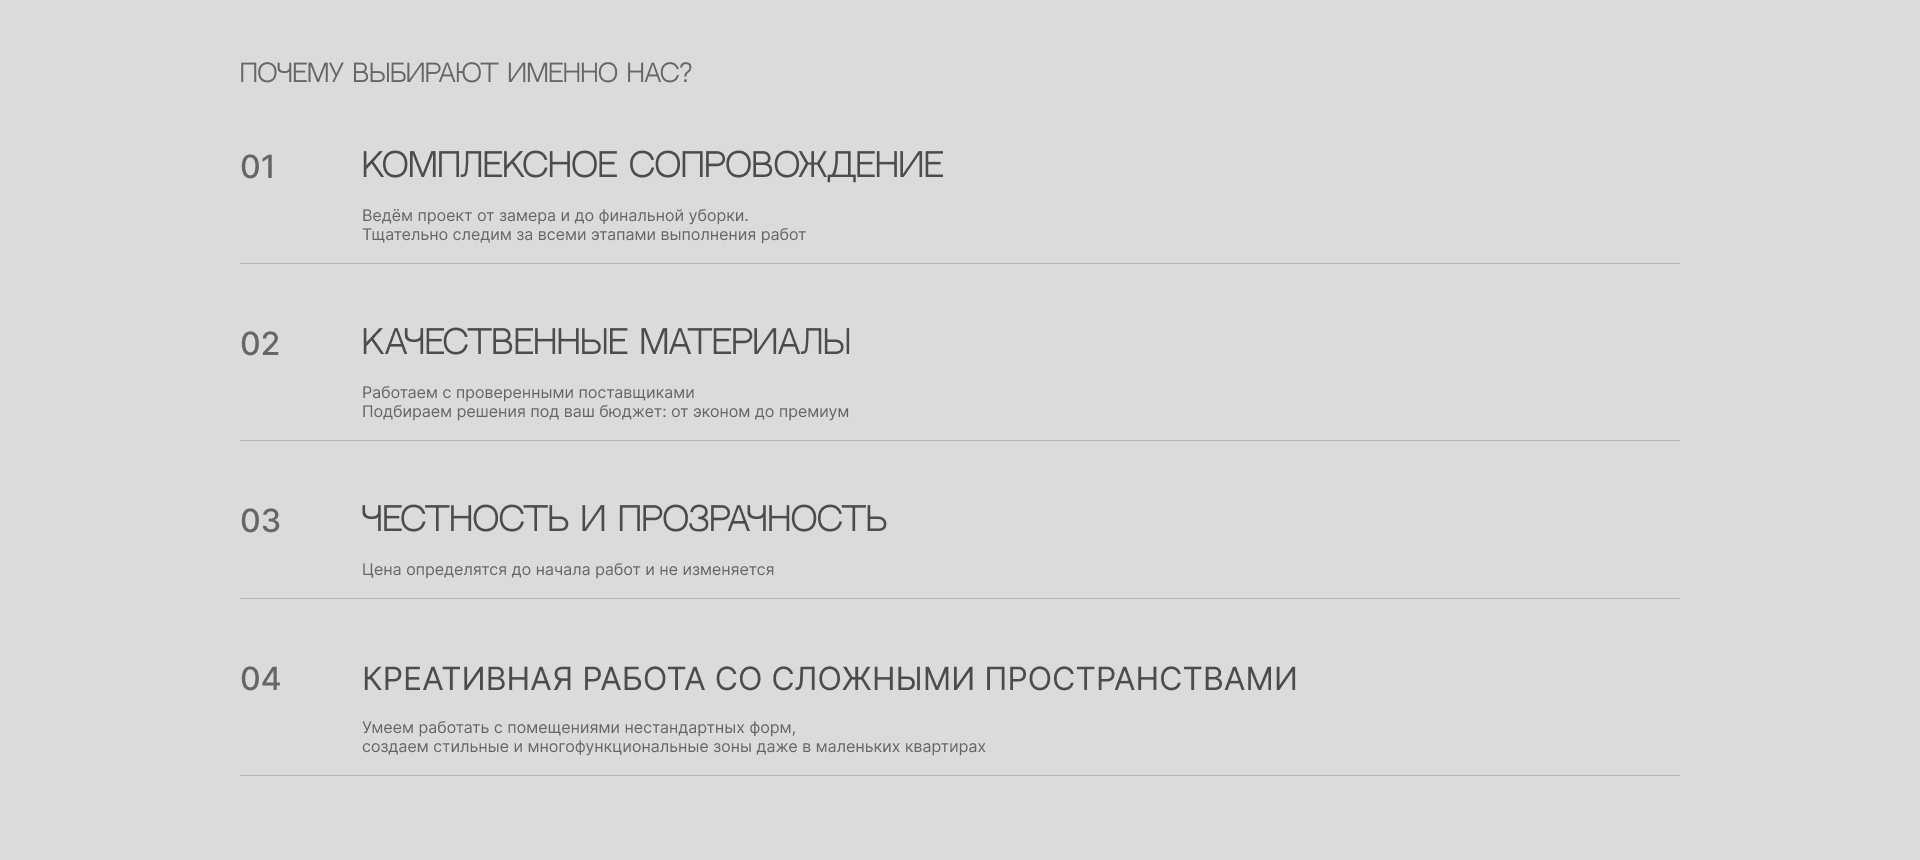 ПОЧЕМУ ВЫБИРАЮТ ИМЕННО НАС?
01
КОМПЛЕКСНОЕ СОПРОВОЖДЕНИЕ
Ведём проект от замера и до финальной уборки.
Тщательно следим за всеми этапами выполнения работ
02
КАЧЕСТВЕННЫЕ МАТЕРИАЛЫ
Работаем с проверенными поставщиками
Подбираем решения под ваш бюджет: от эконом до премиум
03
ЧЕСТНОСТЬ И ПРОЗРАЧНОСТЬ
Цена определятся до начала работ и не изменяется
04
КРЕАТИВНАЯ РАБОТА СО СЛОЖНЫМИ ПРОСТРАНСТВАМИ
Умеем работать с помещениями нестандартных форм,
создаем стильные и многофункциональные зоны даже в маленьких квартирах